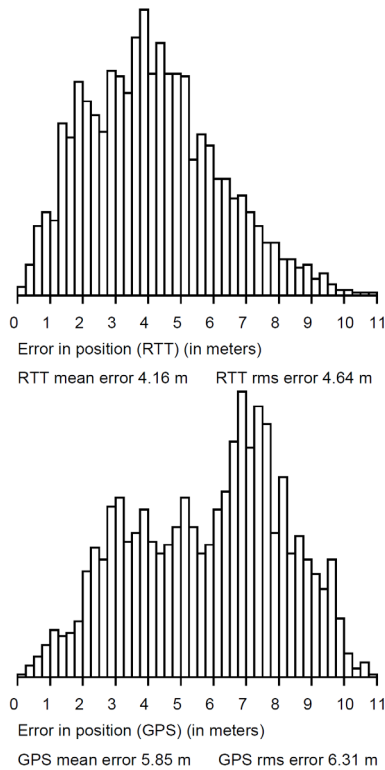 0 1 2 3 4 5 6 7 8 9 10 11
Error in position (RTT) (in meters)
RTT mean error 4.16 m RTT rms error 4.64 m
0 1 2 3 4 5 6 7 8 9 10 11
Error in position (GPS) (in meters)
GPS mean error 5.85 m GPS rms error 6.31 m